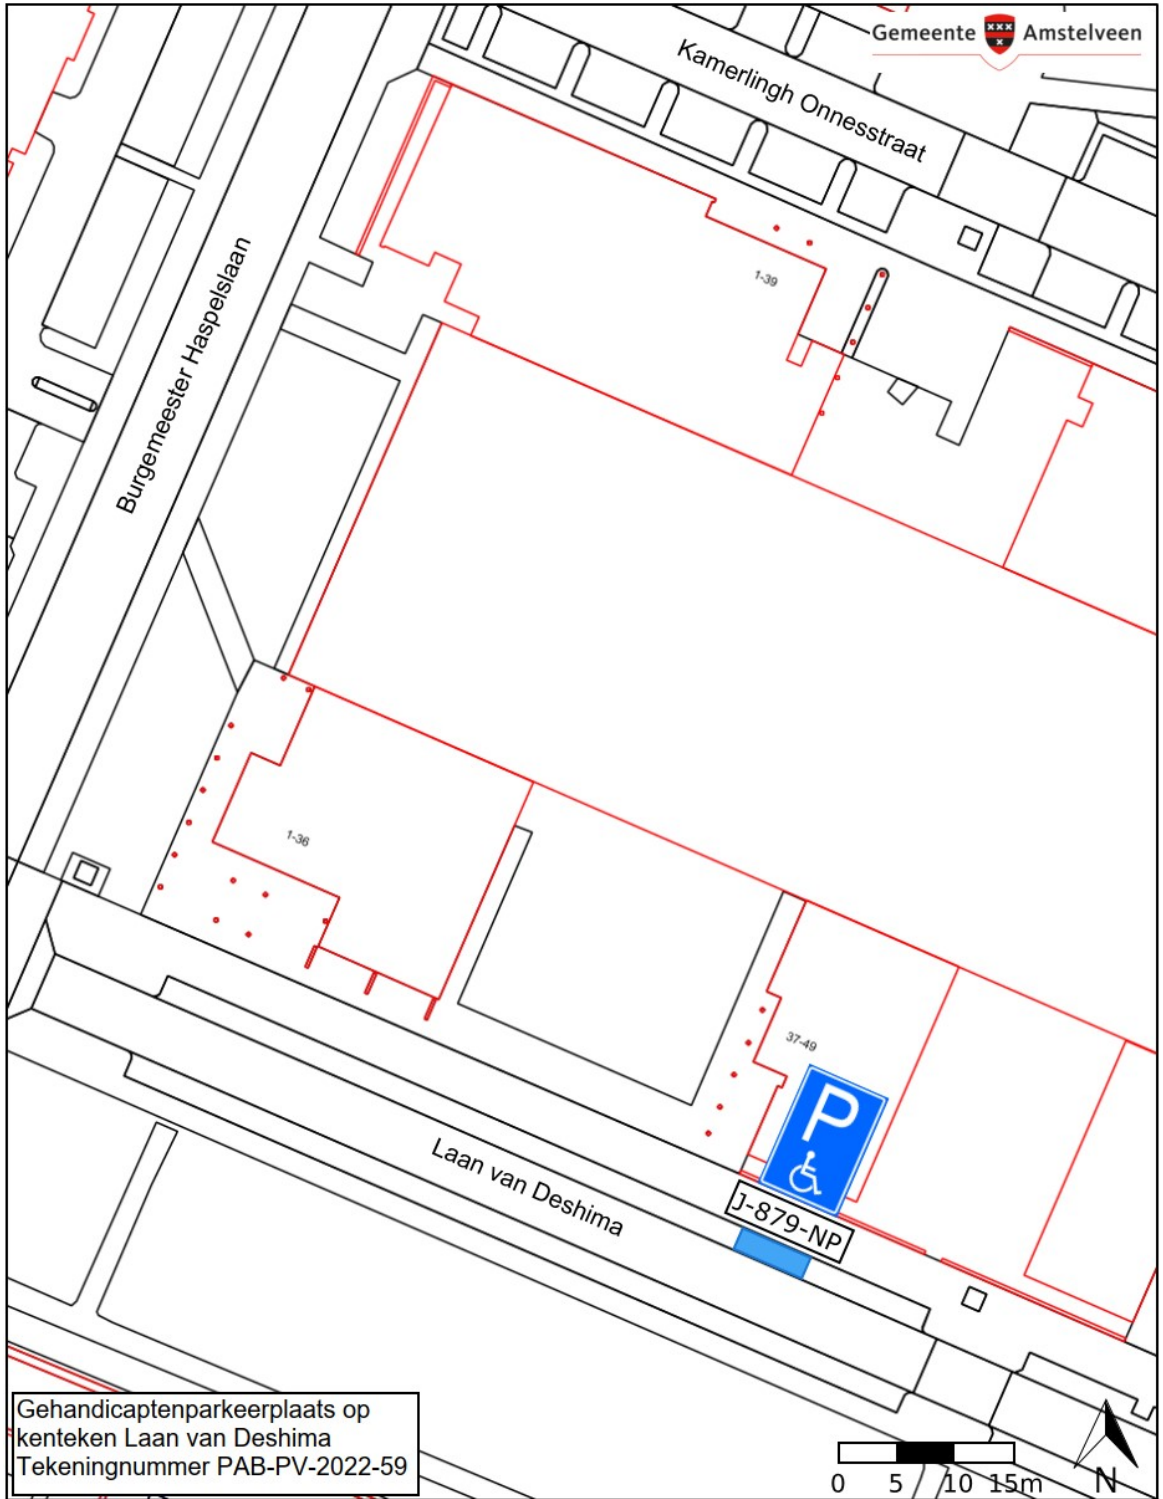 Gemeente Amstelveen
Kamerlingh Onnesstraat
1-39
Burgemeester Haspelslaan
1-36
37-49
P
Laan van Deshima
J-879-NP
Gehandicaptenparkeerplaats op
kenteken Laan van Deshima
Tekeningnummer PAB-PV-2022-59
0 5 10 15m
N